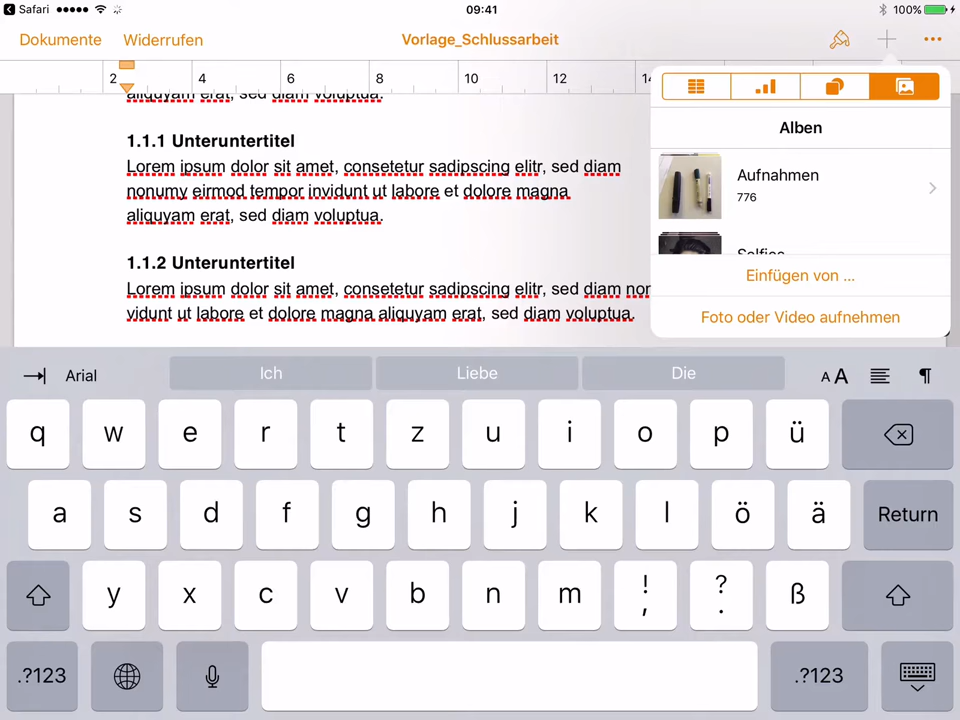 Safari 09:41 100%
Dokumente Widerrufen Vorlage_Schlussarbeit
2 4 6 8 10 12 14
aliquyam erat, sed diam voluptua.
1.1.1 Unteruntertitel
Lorem ipsum dolor sit amet, consetetur sadipscing elitr, sed diam
nonumy eirmod tempor invidunt ut labore et dolore magna
aliquyam erat, sed diam voluptua.
1.1.2 Unteruntertitel
Lorem ipsum dolor sit amet, consetetur sadipscing elitr, sed diam non
vidunt ut labore et dolore magna aliquyam erat, sed diam voluptua.
Alben
Aufnahmen
776
Selfies
Einfügen von ...
Foto oder Video aufnehmen
Arial Ich Liebe Die A A ¶
q w e r t z u i o p ü
a s d f g h j k l ö ä Return
y x c v b n m ! , ? . ß
.?123 .?123